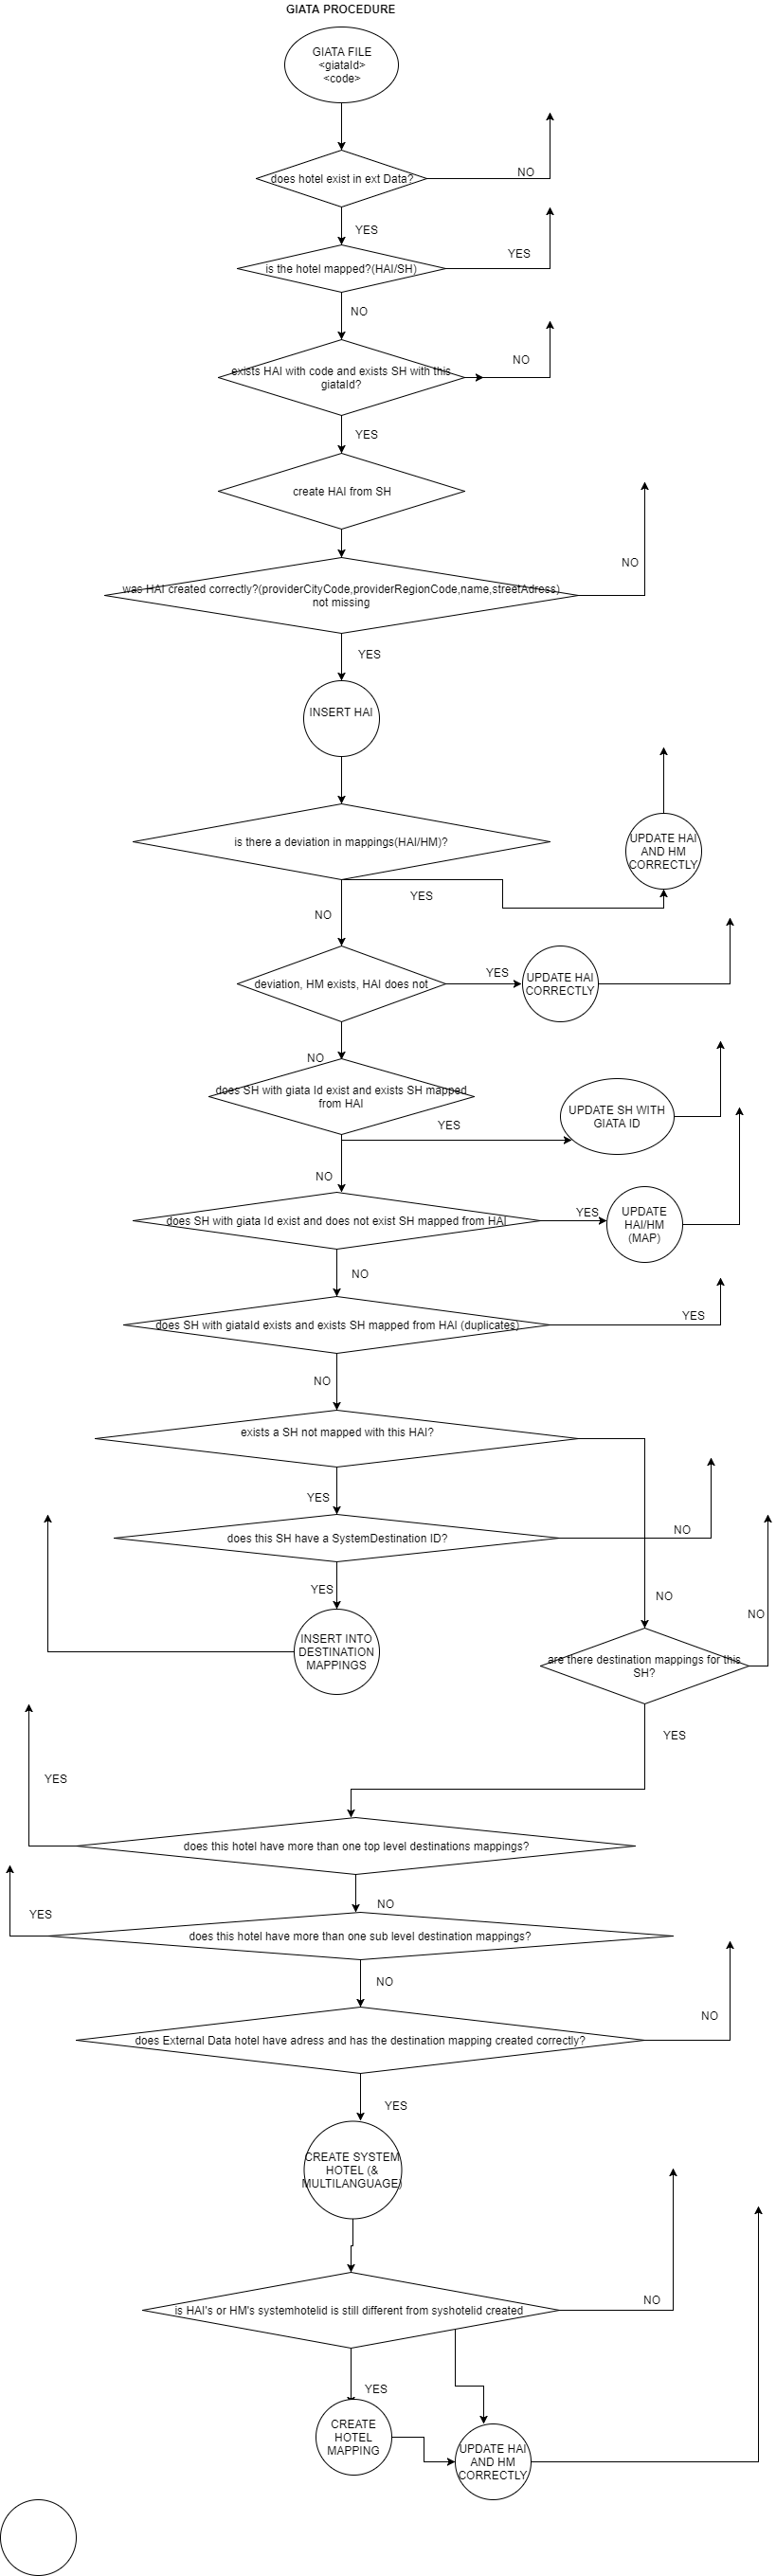 GIATA PROCEDURE
GIATA FILE
<giataId>
<code>
does hotel exist in ext Data?
NO
YES
is the hotel mapped?(HAI/SH)
YES
NO
exists HAI with code and exists SH with this
giataId?
NO
YES
create HAI from SH
was HAI created correctly?(providerCityCode,providerRegionCode,name,streetAdress)
not missing
NO
YES
INSERT HAI
is there a deviation in mappings(HAI/HM)?
UPDATE HAI
AND HM
CORRECTLY
YES
NO
deviation, HM exists, HAI does not
YES
UPDATE HAI
CORRECTLY
NO
does SH with giata Id exist and exists SH mapped
from HAI
YES
UPDATE SH WITH
GIATA ID
NO
does SH with giata Id exist and does not exist SH mapped from HAI
YES
UPDATE
HAI/HM
(MAP)
NO
does SH with giataId exists and exists SH mapped from HAI (duplicates)
YES
NO
exists a SH not mapped with this HAI?
YES
does this SH have a SystemDestination ID?
NO
YES
NO
INSERT INTO
DESTINATION
MAPPINGS
are there destination mappings for this
SH?
NO
YES
YES
does this hotel have more than one top level destinations mappings?
NO
YES
does this hotel have more than one sub level destination mappings?
NO
does External Data hotel have adress and has the destination mapping created correctly?
NO
YES
CREATE SYSTEM
HOTEL (&
MULTILANGUAGE)
is HAI's or HM's systemhotelid is still different from syshotelid created
NO
YES
CREATE
HOTEL
MAPPING
UPDATE HAI
AND HM
CORRECTLY